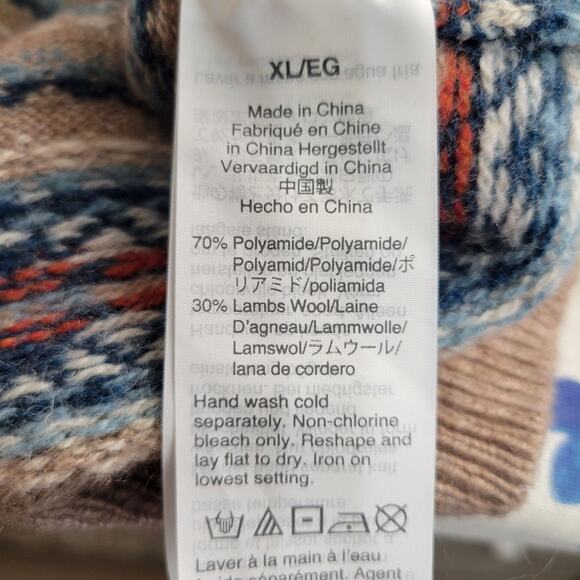 XL/EG
Made in China
Fabriqué en Chine
in China Hergestellt
Vervaardigd in China
中国製
Hecho en China
70% Polyamide/Polyamide/
Polyamid/Polyamide/ポ
リアミド/poliamida
30% Lambs Wool/Laine
D'agneau/Lammwolle/
Lamswol/ラムウール/
lana de cordero
Hand wash cold
separately. Non-chlorine
bleach only. Reshape and
lay flat to dry. Iron on
lowest setting.
Laver à la main à l'eau
froide séparément. Agent